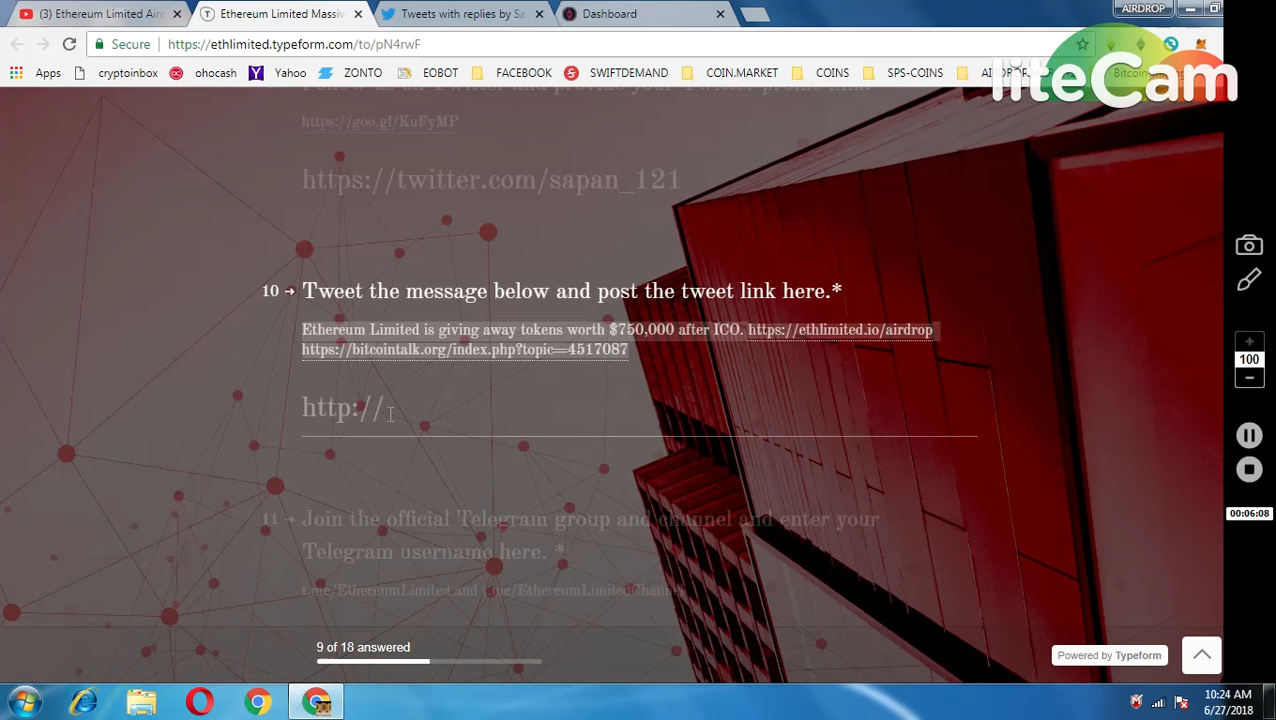 (3) Ethereum Limited Air
Ethereum Limited Massiv
Tweets with replies by Sa
Dashboard
AIRDROP
Secure
https://ethlimited.typeform.com/to/pN4rwF
Apps
cryptoinbox
ohocash
Yahoo
EOBOT
FACEBOOK
SWIFTDEMAND
COIN.MARKET
COINS
SPS-COINS
liteCam
https://goo.gl/KuFyMP
https://twitter.com/sapan_121
10 Tweet the message below and post the tweet link here.*
Ethereum Limited is giving away tokens worth $750,000 after ICO. https://ethlimited.io/airdrop
https://bitcointalk.org/index.php?topic=4517087
http://
100
00:06:08
11 Join the official Telegram group and channel and enter your
Telegram username here. *
t.me/EthereumLimited and t.me/EthereumLimitedChannel
9 of 18 answered
Powered by Typeform
10:24 AM
6/27/2018